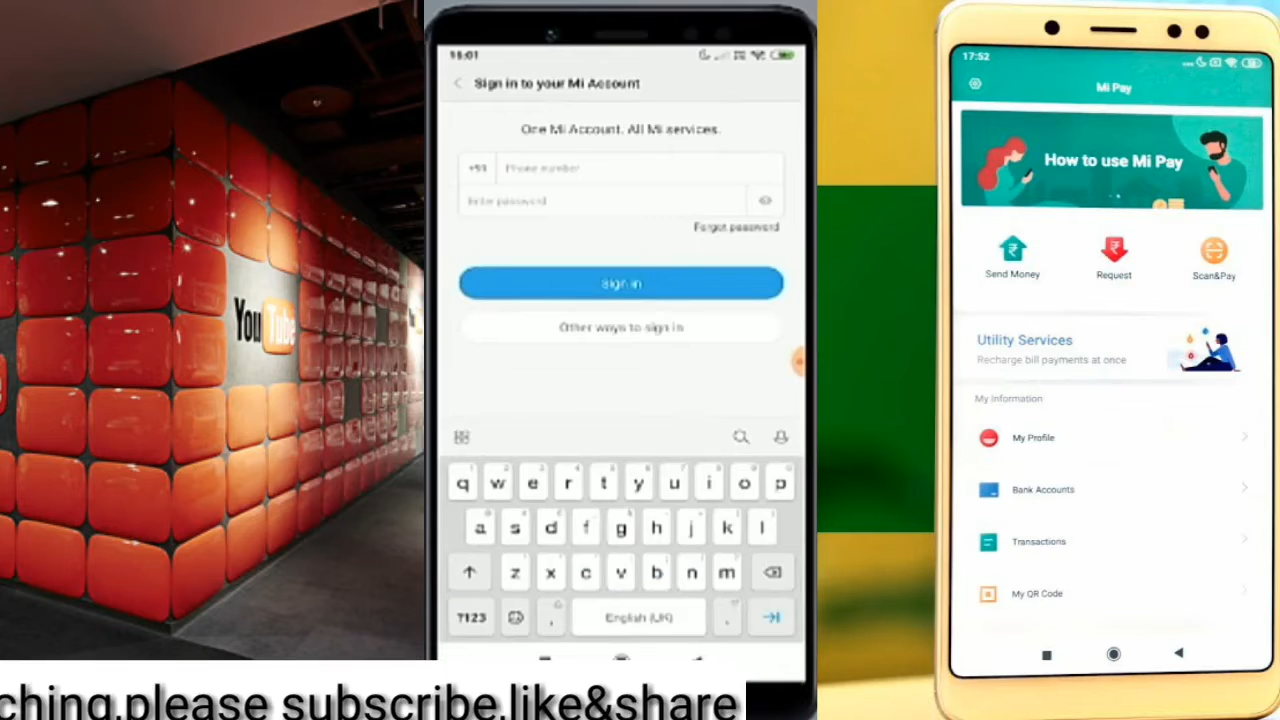 YouTube
16:01
Sign in to your Mi Account
One Mi Account. All Mi services.
+91 Phone number
Enter password
Forgot password
Sign in
Other ways to sign in
q w e r t y u i o p
a s d f g h j k l
z x c v b n m
?123 , English (UK) .
17:52
Mi Pay
How to use Mi Pay
Send Money Request Scan&Pay
Utility Services
Recharge bill payments at once
My Information
My Profile
Bank Accounts
Transactions
My QR Code
ching,please subscribe,like&share